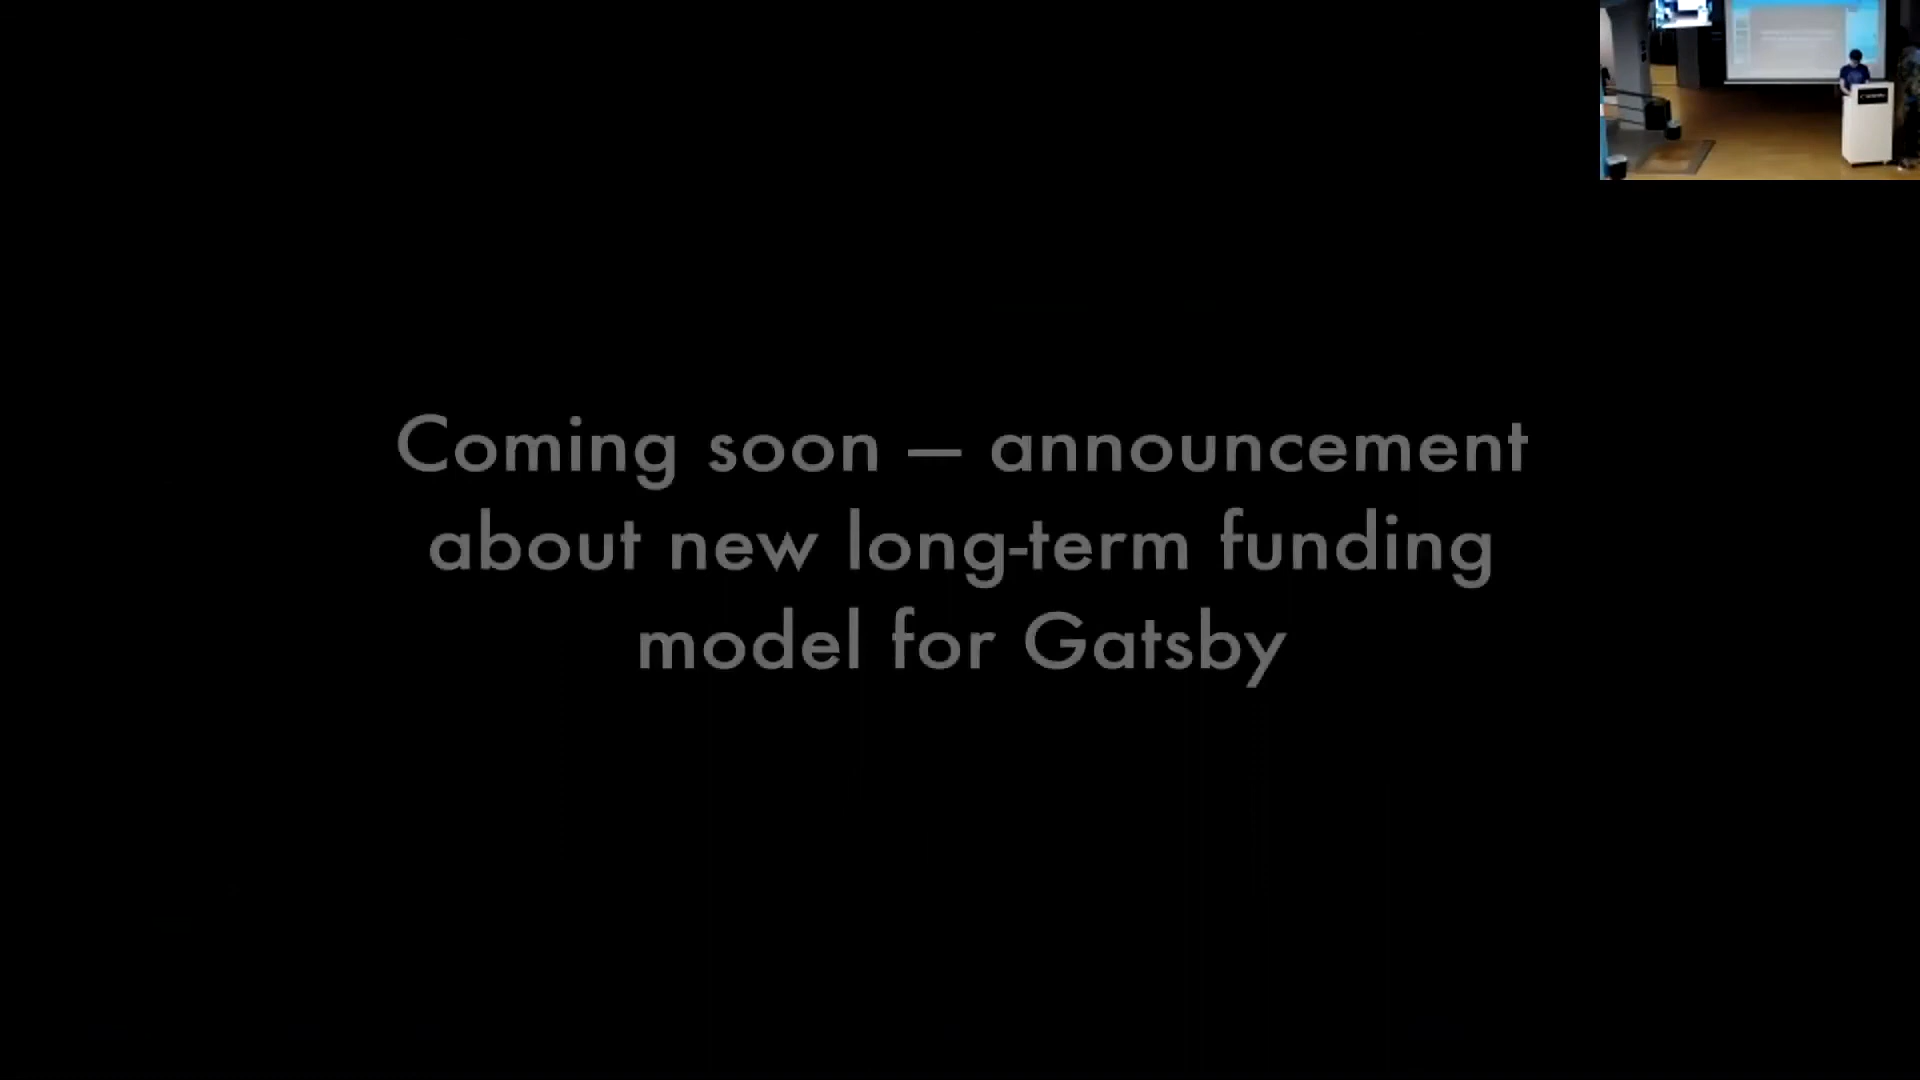 Coming soon — announcement
about new long-term funding
model for Gatsby